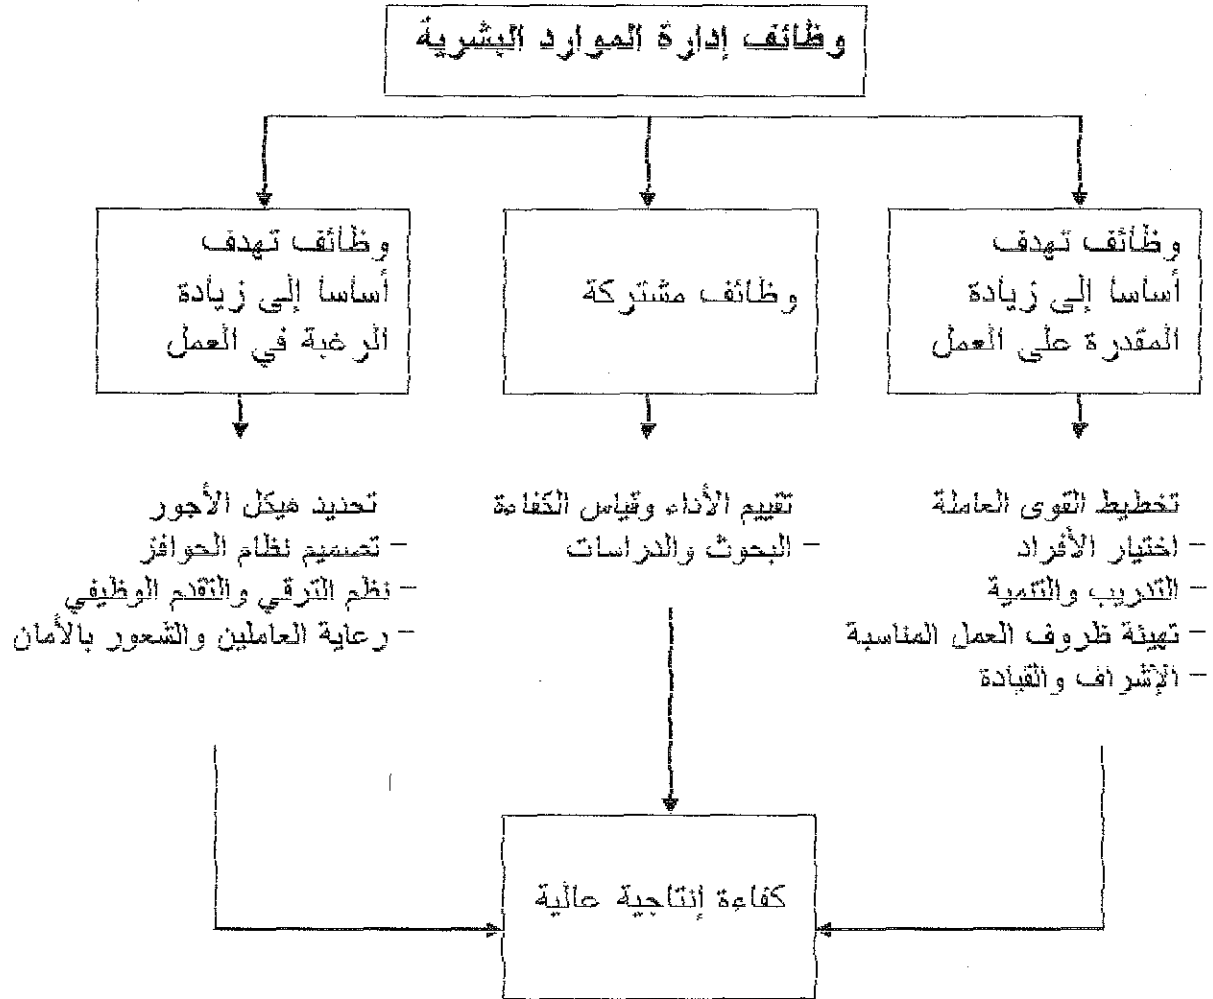 وظائف إدارة الموارد البشرية
وظائف تهدف
أساسا إلى زيادة
المقدرة على العمل
وظائف مشتركة
وظائف تهدف
أساسا إلى زيادة
الرغبة في العمل
تخطيط القوى العاملة
- اختيار الأفراد
- التدريب والتنمية
- تهيئة ظروف العمل المناسبة
- الإشراف والقيادة
تقييم الأداء وقياس الكفاءة
- البحوث والدراسات
تحديد هيكل الأجور
- تصميم نظام الحوافز
- نظم الترقي والتقدم الوظيفي
- رعاية العاملين والشعور بالأمان
كفاءة إنتاجية عالية